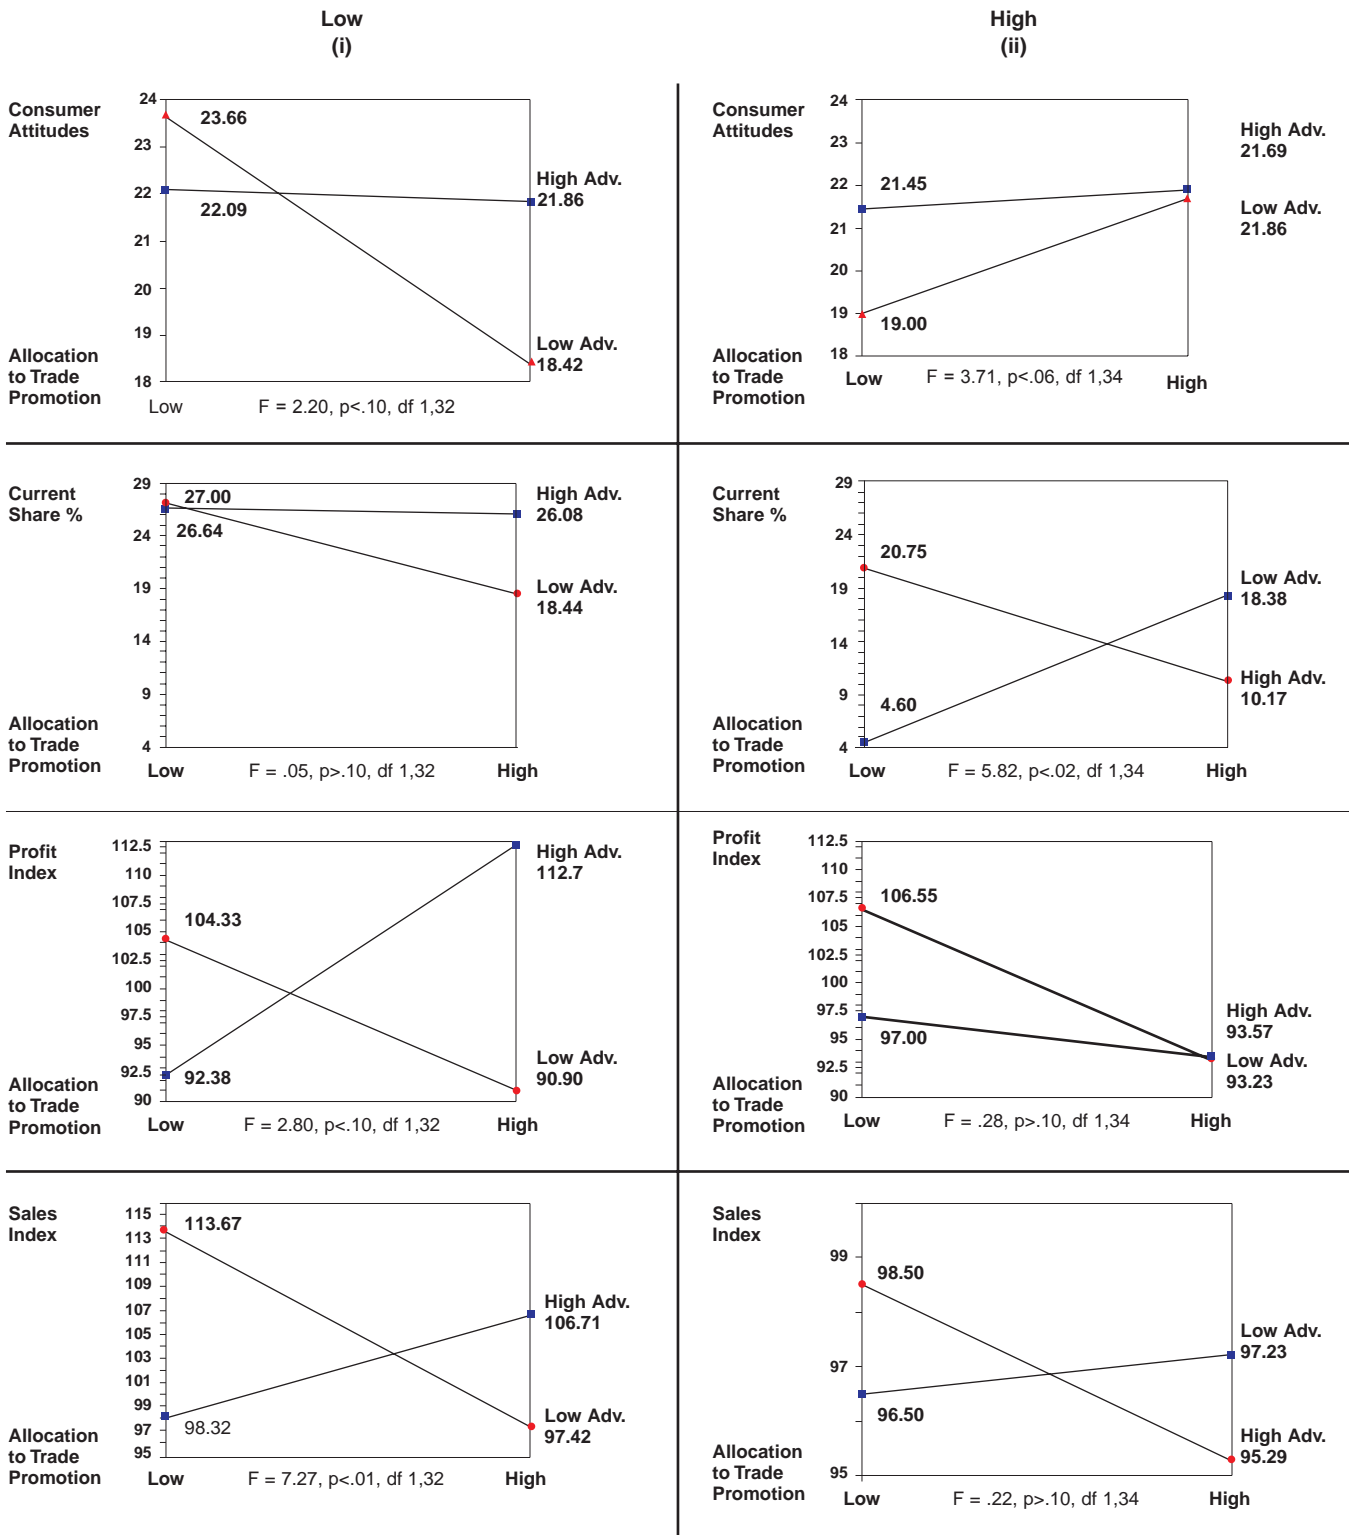 Low
(i)
High
(ii)
Consumer
Attitudes
24
23
22
21
20
19
18
23.66
22.09
High Adv.
21.86
Low Adv.
18.42
Allocation
to Trade
Promotion
Low
F = 2.20, p<.10, df 1,32
Consumer
Attitudes
24
23
22
21
20
19
18
21.45
19.00
High Adv.
21.69
Low Adv.
21.86
Allocation
to Trade
Promotion
Low
F = 3.71, p<.06, df 1,34
High
Current
Share %
29
24
19
14
9
4
27.00
26.64
High Adv.
26.08
Low Adv.
18.44
Allocation
to Trade
Promotion
Low
F = .05, p>.10, df 1,32
High
Current
Share %
29
24
19
14
9
4
20.75
4.60
Low Adv.
18.38
High Adv.
10.17
Allocation
to Trade
Promotion
Low
F = 5.82, p<.02, df 1,34
High
Profit
Index
112.5
110
107.5
105
102.5
100
97.5
95
92.5
90
104.33
92.38
High Adv.
112.7
Low Adv.
90.90
Allocation
to Trade
Promotion
Low
F = 2.80, p<.10, df 1,32
High
Profit
Index
112.5
110
107.5
105
102.5
100
97.5
95
92.5
90
106.55
97.00
High Adv.
93.57
Low Adv.
93.23
Allocation
to Trade
Promotion
Low
F = .28, p>.10, df 1,34
High
Sales
Index
115
113
111
109
107
105
103
101
99
97
95
113.67
98.32
High Adv.
106.71
Low Adv.
97.42
Allocation
to Trade
Promotion
Low
F = 7.27, p<.01, df 1,32
High
Sales
Index
99
97
95
98.50
96.50
Low Adv.
97.23
High Adv.
95.29
Allocation
to Trade
Promotion
Low
F = .22, p>.10, df 1,34
High